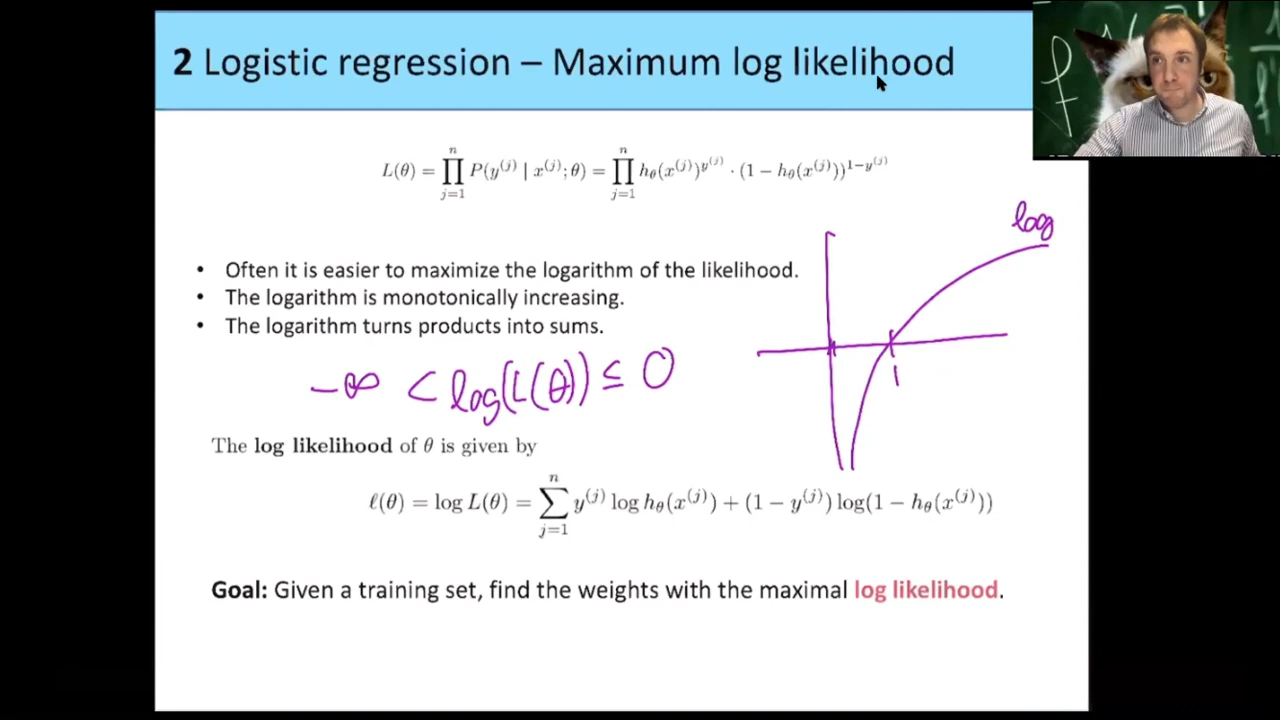 2 Logistic regression – Maximum log likelihood
L(θ) = ∏_{j=1}^{n} P(y^{(j)} | x^{(j)}; θ) = ∏_{j=1}^{n} h_θ(x^{(j)})^{y^{(j)}} · (1 − h_θ(x^{(j)}))^{1−y^{(j)}}
log
• Often it is easier to maximize the logarithm of the likelihood.
• The logarithm is monotonically increasing.
• The logarithm turns products into sums.
−∞ < log(L(θ)) ≤ 0
1
The log likelihood of θ is given by
ℓ(θ) = log L(θ) = ∑_{j=1}^{n} y^{(j)} log h_θ(x^{(j)}) + (1 − y^{(j)}) log(1 − h_θ(x^{(j)}))
Goal: Given a training set, find the weights with the maximal log likelihood.